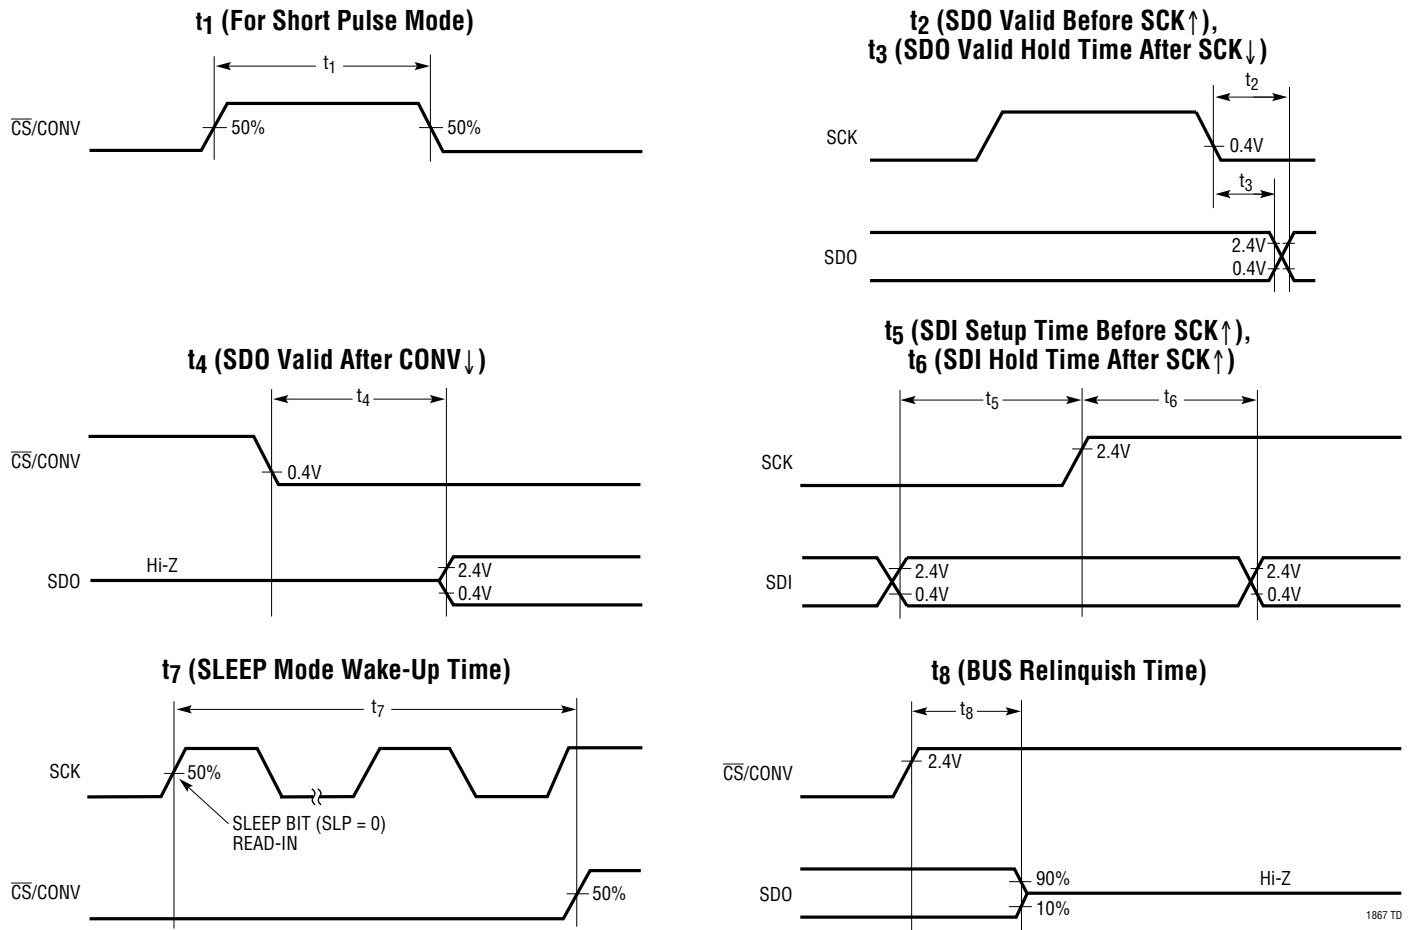 t1 (For Short Pulse Mode)
t1
CS/CONV
50%
50%
t2 (SDO Valid Before SCK↑),
t3 (SDO Valid Hold Time After SCK↓)
t2
SCK
0.4V
t3
SDO
2.4V
0.4V
t4 (SDO Valid After CONV↓)
t4
CS/CONV
0.4V
Hi-Z
SDO
2.4V
0.4V
t5 (SDI Setup Time Before SCK↑),
t6 (SDI Hold Time After SCK↑)
t5
t6
SCK
2.4V
SDI
2.4V
0.4V
2.4V
0.4V
t7 (SLEEP Mode Wake-Up Time)
t7
SCK
50%
SLEEP BIT (SLP = 0)
READ-IN
CS/CONV
50%
t8 (BUS Relinquish Time)
t8
CS/CONV
2.4V
SDO
90%
10%
Hi-Z
1867 TD